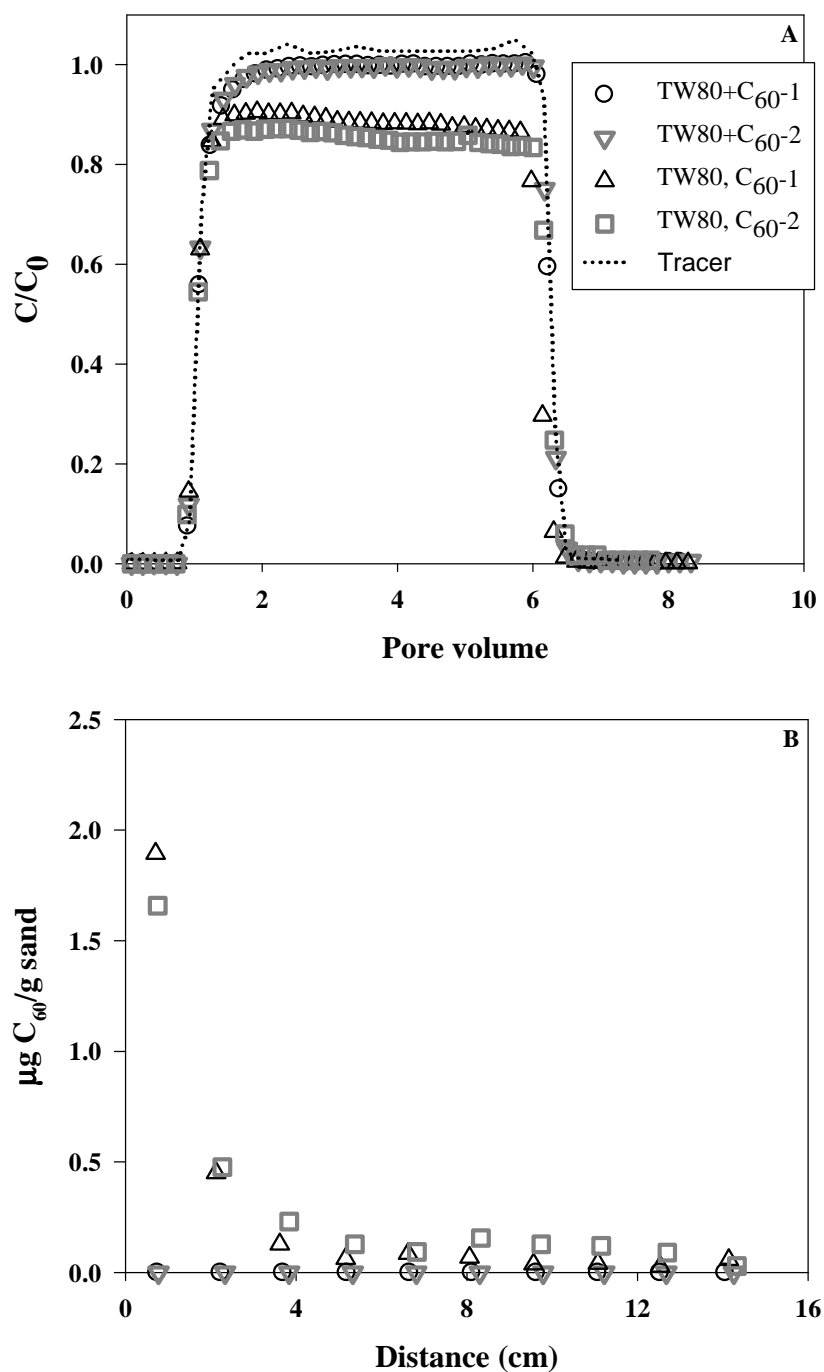 A
1.0
0.8
0.6
0.4
0.2
0.0
C/C0
0 2 4 6 8 10
Pore volume
TW80+C60-1
TW80+C60-2
TW80, C60-1
TW80, C60-2
Tracer
B
2.5
2.0
1.5
1.0
0.5
0.0
µg C60/g sand
0 4 8 12 16
Distance (cm)